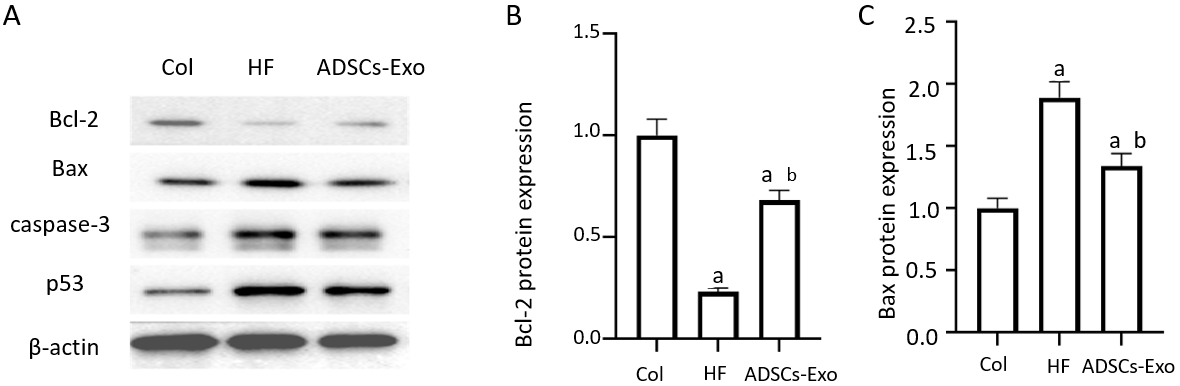 A
Col HF ADSCs-Exo
Bcl-2
Bax
caspase-3
p53
β-actin
B
Bcl-2 protein expression
1.5
1.0
0.5
0.0
a
a b
Col HF ADSCs-Exo
C
Bax protein expression
2.5
2.0
1.5
1.0
0.5
0.0
a
a b
Col HF ADSCs-Exo